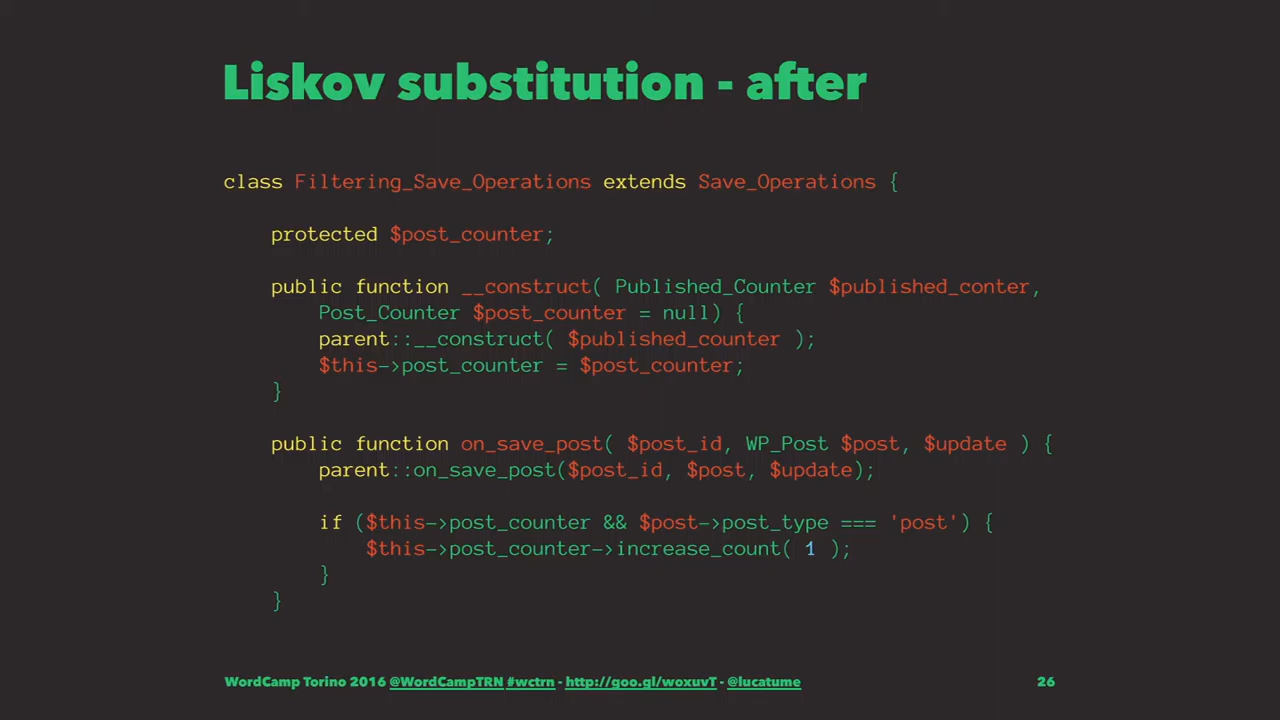 Liskov substitution - after
class Filtering_Save_Operations extends Save_Operations {
protected $post_counter;
public function __construct( Published_Counter $published_conter,
Post_Counter $post_counter = null) {
parent::__construct( $published_counter );
$this->post_counter = $post_counter;
}
public function on_save_post( $post_id, WP_Post $post, $update ) {
parent::on_save_post($post_id, $post, $update);
if ($this->post_counter && $post->post_type === 'post') {
$this->post_counter->increase_count( 1 );
}
}
WordCamp Torino 2016 @WordCampTRN #wctrn - http://goo.gl/woxuvT - @lucatume 26